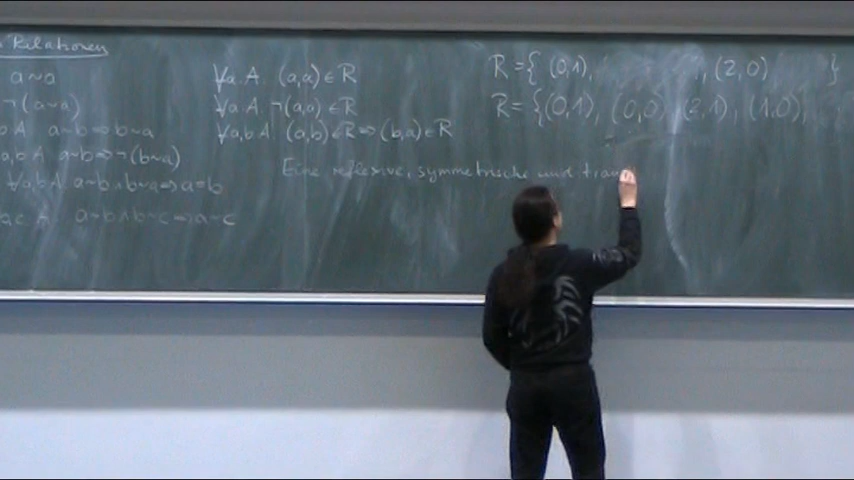 Relationen
a~a
¬(a~a)
b A. a~b⇒b~a
a,b A. a~b⇒¬(b~a)
∀a,b A. a~b∧b~a⇒a=b
b,c A. a~b∧b~c⇒a~c
∀a A. (a,a)∈R
∀a A. ¬(a,a)∈R
∀a,b A. (a,b)∈R⇒(b,a)∈R
Eine reflexive, symmetrische und tran
R={ (0,1), , (2,0) }
R={(0,1), (0,0), (2,1), (1,0),